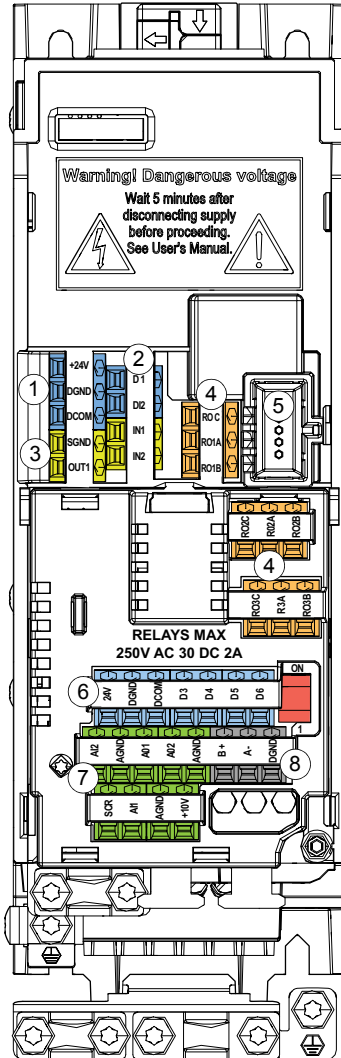 Warning! Dangerous voltage
Wait 5 minutes after
disconnecting supply
before proceeding.
See User's Manual.
1
+24V
DGND
DCOM
3
SGND
OUT1
2
D1
DI2
IN1
IN2
4
RO C
RO1A
RO1B
5
RO2C
R02A
RO2B
4
RO3C
R3A
RO3B
RELAYS MAX
250V AC 30 DC 2A
6
24V
DGND
DCOM
D3
D4
D5
D6
ON
1
AI2
AGND
A01
A02
AGND
B+
A-
DGND
8
7
SCR
AI1
AGND
+10V